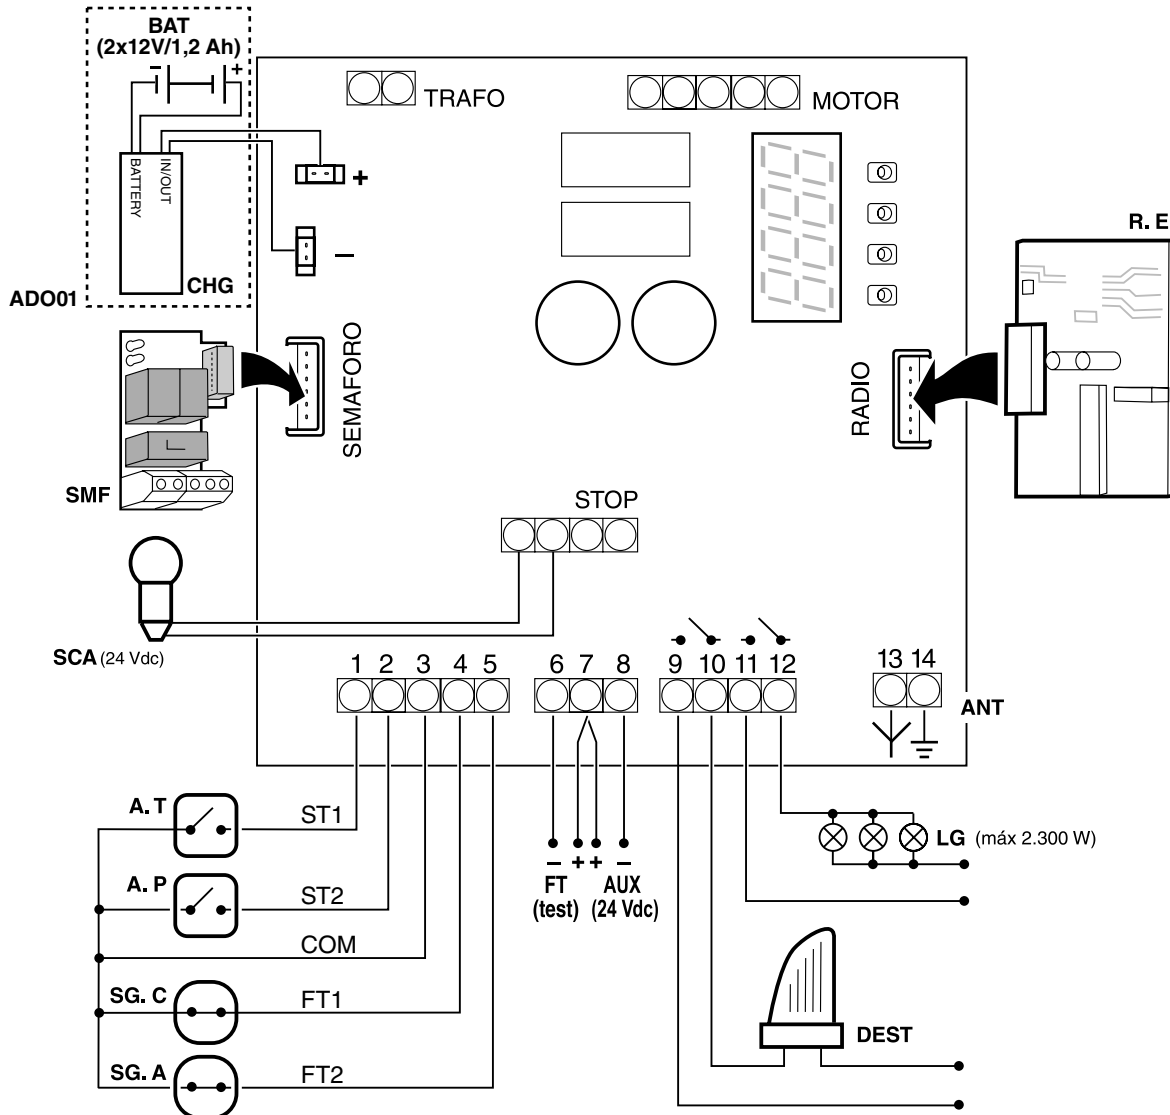 BAT
(2x12V/1,2 Ah)
− +
BATTERY
IN/OUT
CHG
ADO01
TRAFO
MOTOR
+
−
R. E
SEMAFORO
RADIO
SMF
STOP
SCA (24 Vdc)
1 2 3 4 5 6 7 8 9 10 11 12 13 14
ANT
A. T
ST1
A. P
ST2
COM
SG. C
FT1
SG. A
FT2
− + + −
FT AUX
(test) (24 Vdc)
LG (máx 2.300 W)
DEST